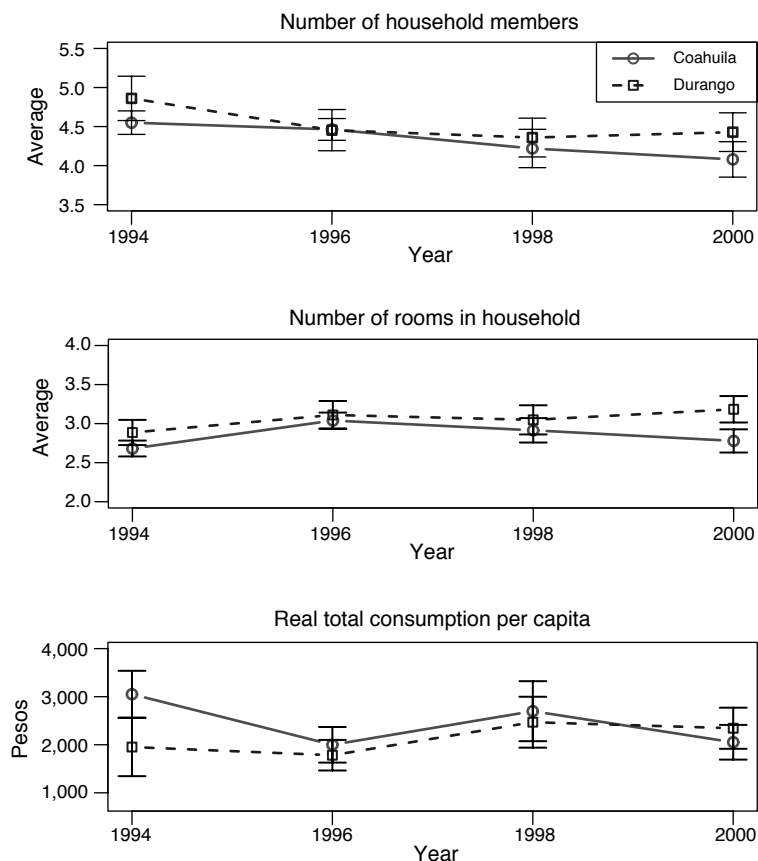 Number of household members
5.5
5.0
4.5
4.0
3.5
Average
Coahuila
Durango
1994 1996 1998 2000
Year
Number of rooms in household
4.0
3.5
3.0
2.5
2.0
Average
1994 1996 1998 2000
Year
Real total consumption per capita
4,000
3,000
2,000
1,000
Pesos
1994 1996 1998 2000
Year